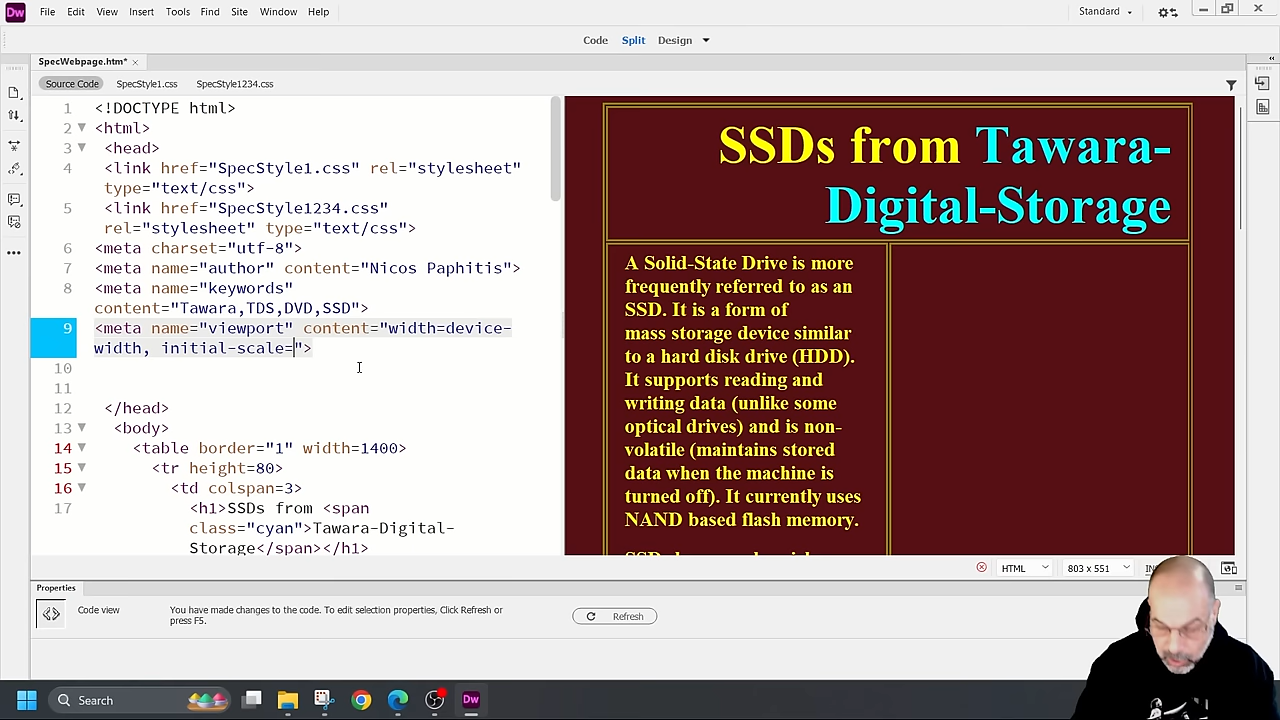 Dw File Edit View Insert Tools Find Site Window Help Standard
Code Split Design
SpecWebpage.htm* ×
Source Code SpecStyle1.css SpecStyle1234.css
1 <!DOCTYPE html>
2 <html>
3 <head>
4 <link href="SpecStyle1.css" rel="stylesheet"
type="text/css">
5 <link href="SpecStyle1234.css"
rel="stylesheet" type="text/css">
6 <meta charset="utf-8">
7 <meta name="author" content="Nicos Paphitis">
8 <meta name="keywords"
content="Tawara,TDS,DVD,SSD">
9 <meta name="viewport" content="width=device-
width, initial-scale=">
10
11
12 </head>
13 <body>
14 <table border="1" width=1400>
15 <tr height=80>
16 <td colspan=3>
17 <h1>SSDs from <span
class="cyan">Tawara-Digital-
Storage</span></h1>
SSDs from Tawara-
Digital-Storage
A Solid-State Drive is more
frequently referred to as an
SSD. It is a form of
mass storage device similar
to a hard disk drive (HDD).
It supports reading and
writing data (unlike some
optical drives) and is non-
volatile (maintains stored
data when the machine is
turned off). It currently uses
NAND based flash memory.
HTML 803 x 551
Properties
Code view You have made changes to the code. To edit selection properties, Click Refresh or
press F5.
Refresh
Search
Dw